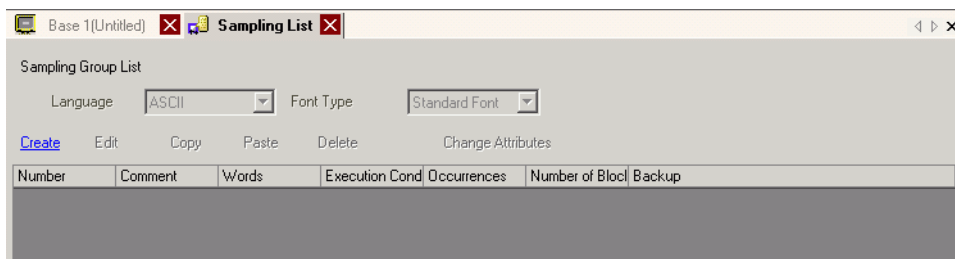 Base 1(Untitled) Sampling List
Sampling Group List
Language ASCII Font Type Standard Font
Create Edit Copy Paste Delete Change Attributes
Number Comment Words Execution Cond Occurrences Number of Blocl Backup